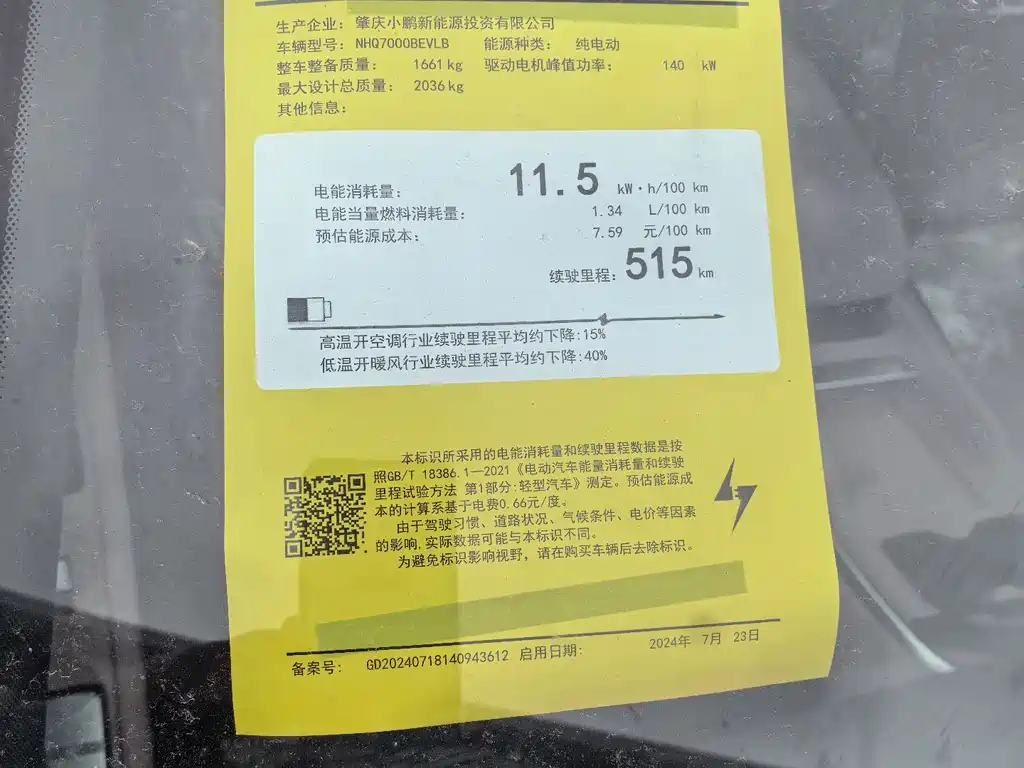 生产企业：肇庆小鹏新能源投资有限公司
车辆型号：NHQ7000BEVLB 能源种类： 纯电动
整车整备质量： 1661kg 驱动电机峰值功率： 140 kW
最大设计总质量： 2036kg
其他信息：
电能消耗量： 11.5 kW·h/100 km
电能当量燃料消耗量： 1.34 L/100 km
预估能源成本： 7.59 元/100 km
续驶里程：515 km
高温开空调行业续驶里程平均约下降:15%
低温开暖风行业续驶里程平均约下降:40%
本标识所采用的电能消耗量和续驶里程数据是按
照GB/T 18386.1—2021《电动汽车能量消耗量和续驶
里程试验方法 第1部分:轻型汽车》测定。预估能源成
本的计算系基于电费0.66元/度。
由于驾驶习惯、道路状况、气候条件、电价等因素
的影响,实际数据可能与本标识不同。
为避免标识影响视野，请在购买车辆后去除标识。
备案号： GD20240718140943612 启用日期： 2024年 7月 23日